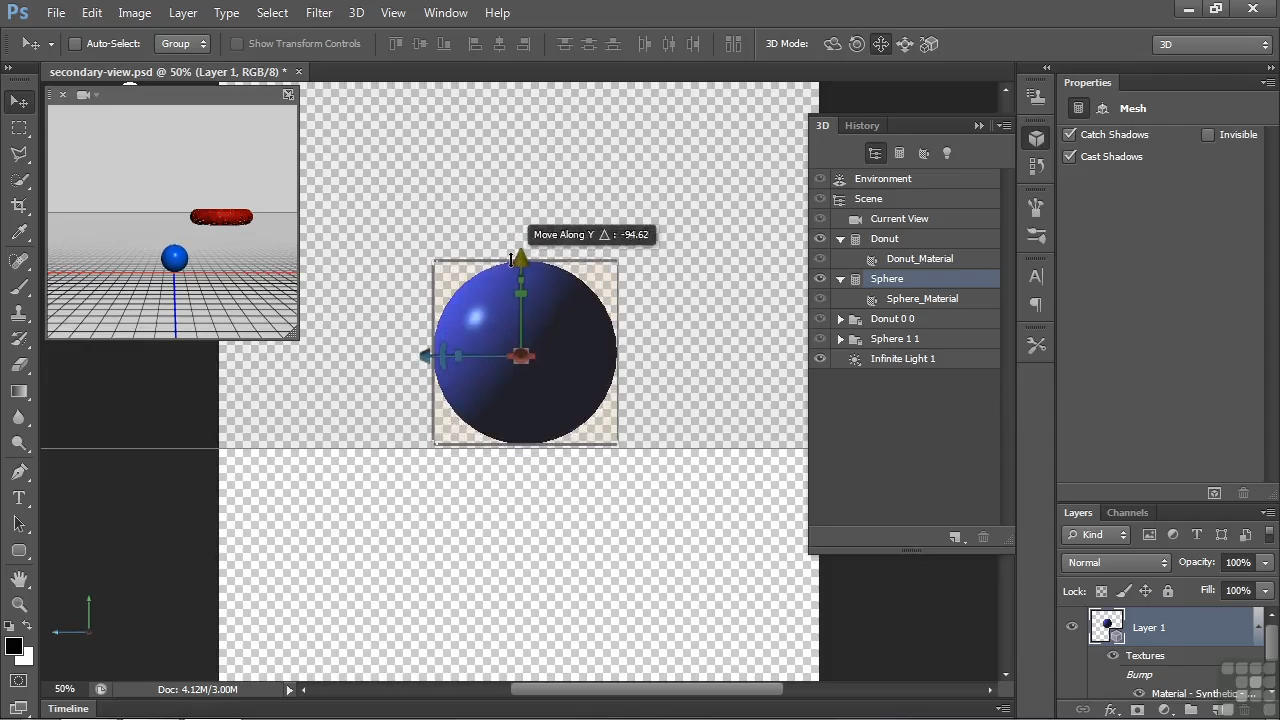 Ps File Edit Image Layer Type Select Filter 3D View Window Help
Auto-Select: Group Show Transform Controls 3D Mode: 3D
secondary-view.psd @ 50% (Layer 1, RGB/8) * ×
Properties
Mesh
Catch Shadows Invisible
Cast Shadows
3D History
Environment
Scene
Current View
Donut
Donut_Material
Sphere
Sphere_Material
Donut 0 0
Sphere 1 1
Infinite Light 1
Move Along Y △ : -94.62
Layers Channels
Kind
Normal Opacity: 100%
Lock: Fill: 100%
Layer 1
Textures
Bump
Material - Synthetic - ...
50% Doc: 4.12M/3.00M
Timeline